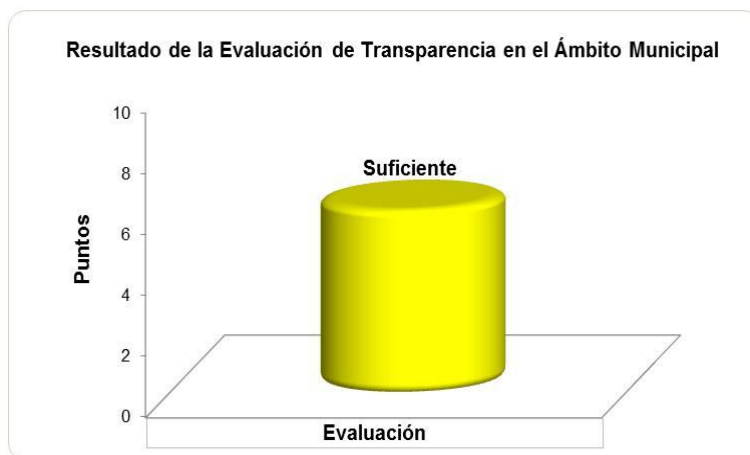 Resultado de la Evaluación de Transparencia en el Ámbito Municipal
10
8
6
4
2
0
Puntos
Suficiente
Evaluación